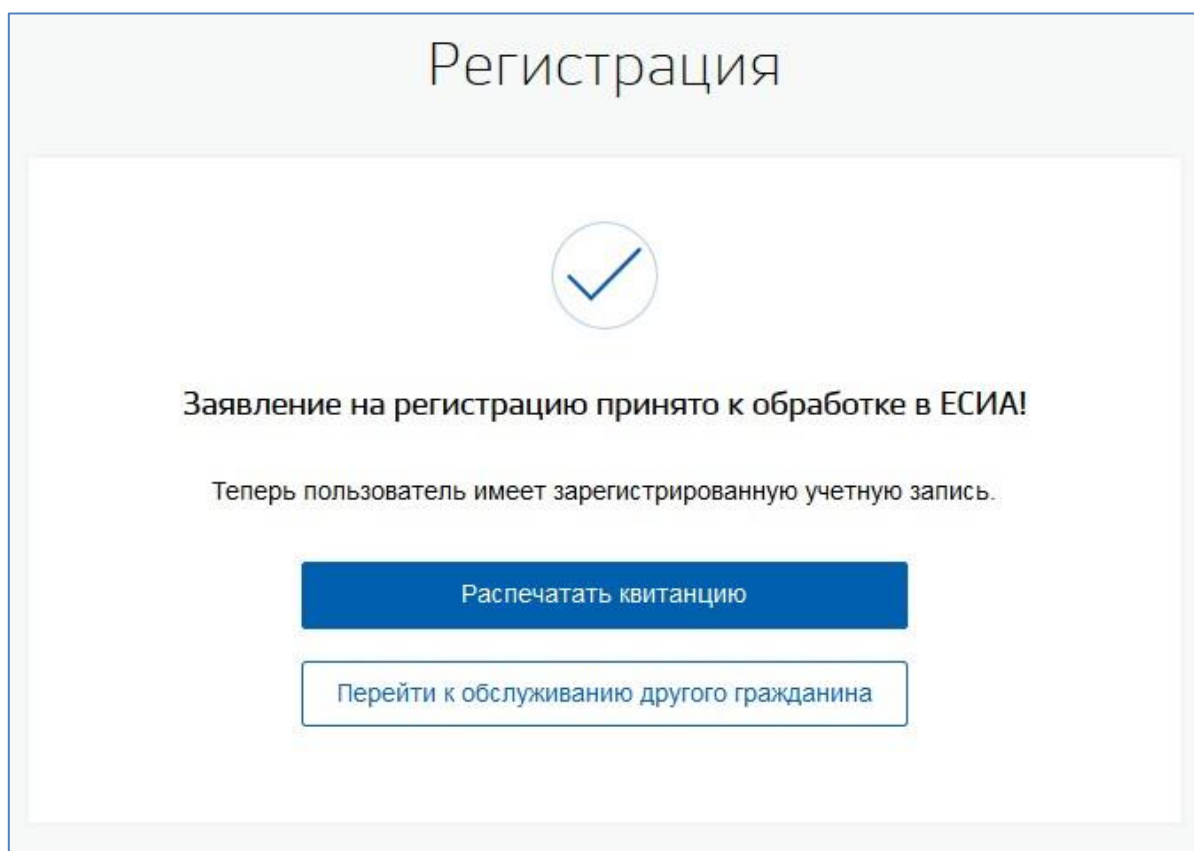 Регистрация
Заявление на регистрацию принято к обработке в ЕСИА!
Теперь пользователь имеет зарегистрированную учетную запись.
Распечатать квитанцию
Перейти к обслуживанию другого гражданина